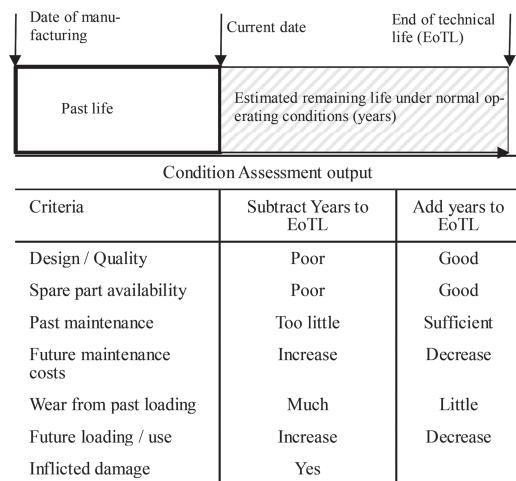 Date of manu-
facturing
Current date
End of technical
life (EoTL)
Past life
Estimated remaining life under normal op-
erating conditions (years)
Condition Assessment output
Criteria Subtract Years to EoTL Add years to EoTL
Design / Quality Poor Good
Spare part availability Poor Good
Past maintenance Too little Sufficient
Future maintenance costs Increase Decrease
Wear from past loading Much Little
Future loading / use Increase Decrease
Inflicted damage Yes